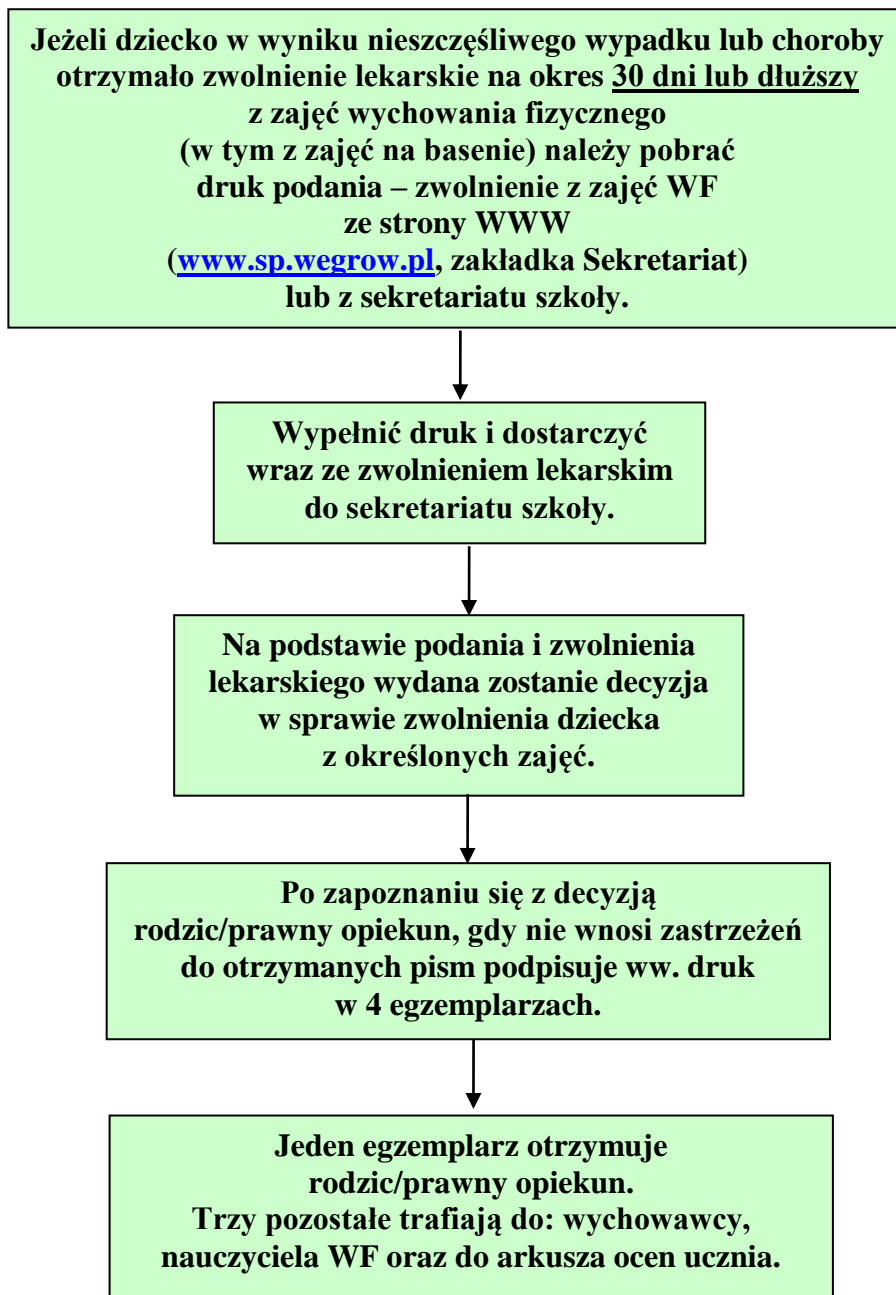 Jeżeli dziecko w wyniku nieszczęśliwego wypadku lub choroby
otrzymało zwolnienie lekarskie na okres 30 dni lub dłuższy
z zajęć wychowania fizycznego
(w tym z zajęć na basenie) należy pobrać
druk podania – zwolnienie z zajęć WF
ze strony WWW
(www.sp.wegrow.pl, zakładka Sekretariat)
lub z sekretariatu szkoły.
Wypełnić druk i dostarczyć
wraz ze zwolnieniem lekarskim
do sekretariatu szkoły.
Na podstawie podania i zwolnienia
lekarskiego wydana zostanie decyzja
w sprawie zwolnienia dziecka
z określonych zajęć.
Po zapoznaniu się z decyzją
rodzic/prawny opiekun, gdy nie wnosi zastrzeżeń
do otrzymanych pism podpisuje ww. druk
w 4 egzemplarzach.
Jeden egzemplarz otrzymuje
rodzic/prawny opiekun.
Trzy pozostałe trafiają do: wychowawcy,
nauczyciela WF oraz do arkusza ocen ucznia.